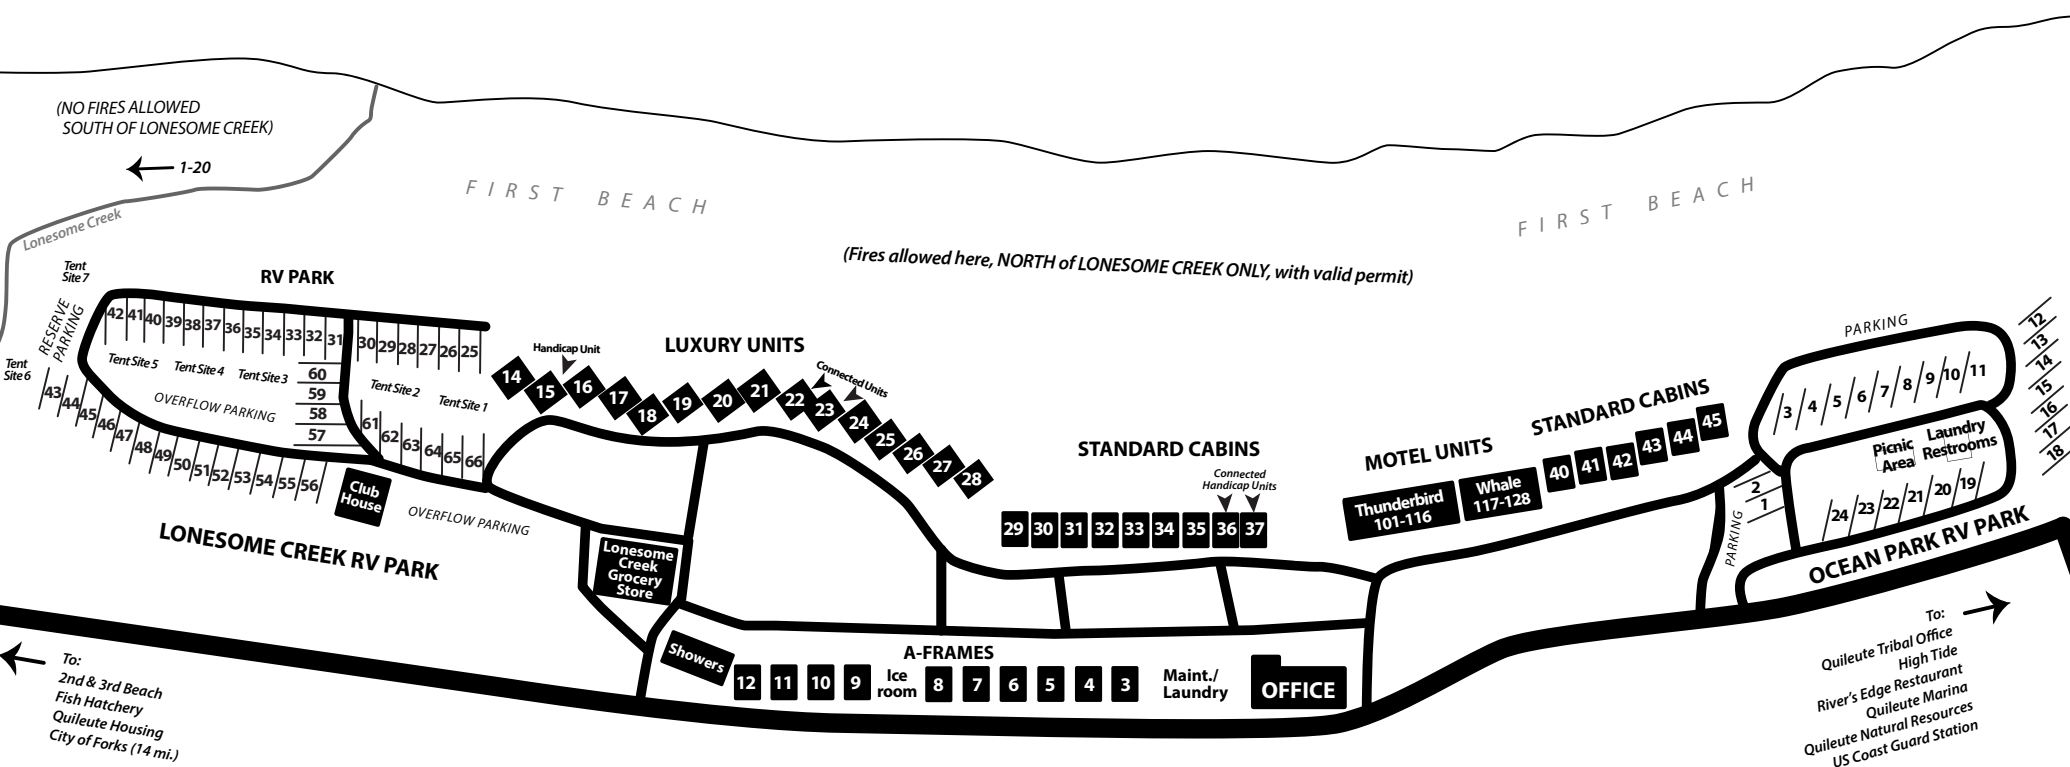 (NO FIRES ALLOWED
SOUTH OF LONESOME CREEK)
1-20
Lonesome Creek
FIRST BEACH
FIRST BEACH
(Fires allowed here, NORTH of LONESOME CREEK ONLY, with valid permit)
Tent
Site 7
RESERVE
PARKING
Tent
Site 6
RV PARK
42 41 40 39 38 37 36 35 34 33 32 31 30 29 28 27 26 25
Tent Site 5
Tent Site 4
Tent Site 3
Tent Site 2
Tent Site 1
60
59
58
57
OVERFLOW PARKING
43 44 45 46 47 48 49 50 51 52 53 54 55 56
61 62 63 64 65 66
Club
House
OVERFLOW PARKING
LONESOME CREEK RV PARK
Handicap Unit
LUXURY UNITS
Connected Units
14 15 16 17 18 19 20 21 22 23 24 25 26 27 28
Lonesome
Creek
Grocery
Store
STANDARD CABINS
Connected
Handicap Units
29 30 31 32 33 34 35 36 37
MOTEL UNITS
Thunderbird
101-116
Whale
117-128
STANDARD CABINS
40 41 42 43 44 45
Showers
A-FRAMES
12 11 10 9
Ice
room
8 7 6 5 4 3
Maint./
Laundry
OFFICE
PARKING
3 4 5 6 7 8 9 10 11
12
13
14
15
16
17
18
Picnic
Area
Laundry
Restrooms
2
1
PARKING
24 23 22 21 20 19
OCEAN PARK RV PARK
To:
2nd & 3rd Beach
Fish Hatchery
Quileute Housing
City of Forks (14 mi.)
To:
Quileute Tribal Office
High Tide
River's Edge Restaurant
Quileute Marina
Quileute Natural Resources
US Coast Guard Station